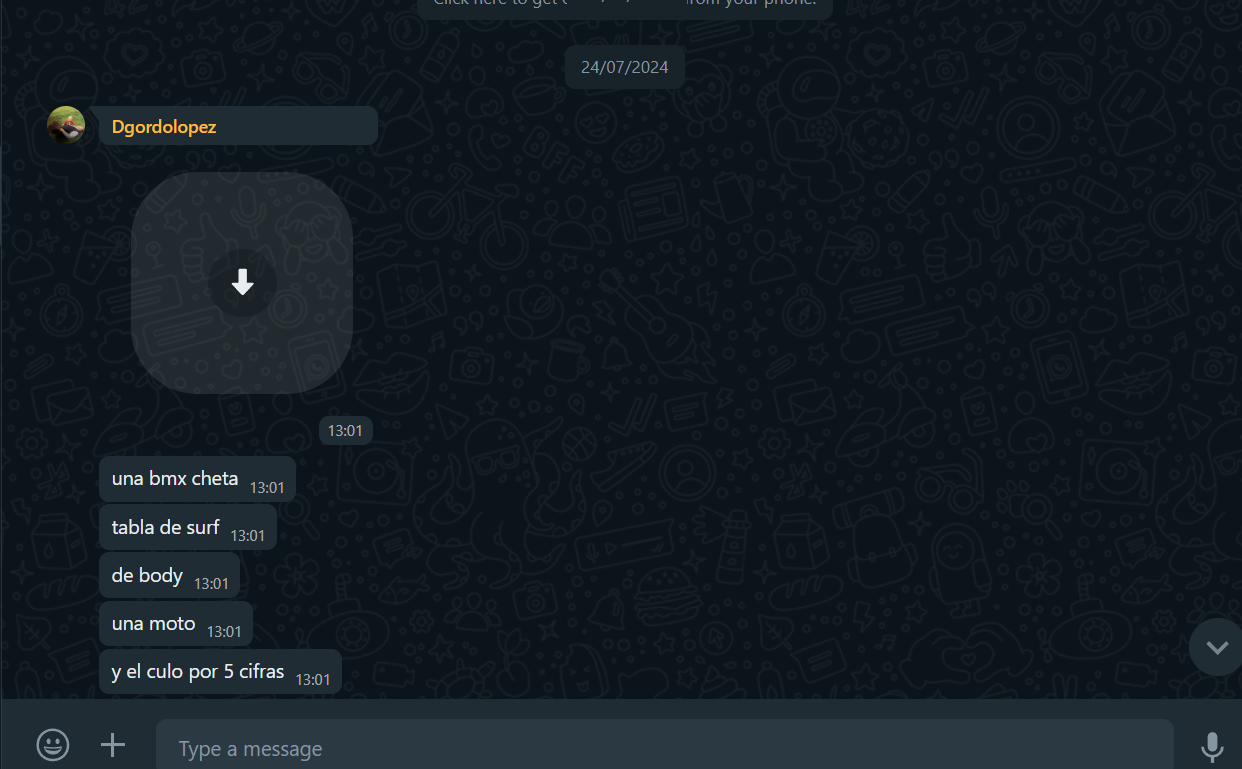 Click here to get
from your phone.
24/07/2024
Dgordolopez
13:01
una bmx cheta 13:01
tabla de surf 13:01
de body 13:01
una moto 13:01
y el culo por 5 cifras 13:01
Type a message